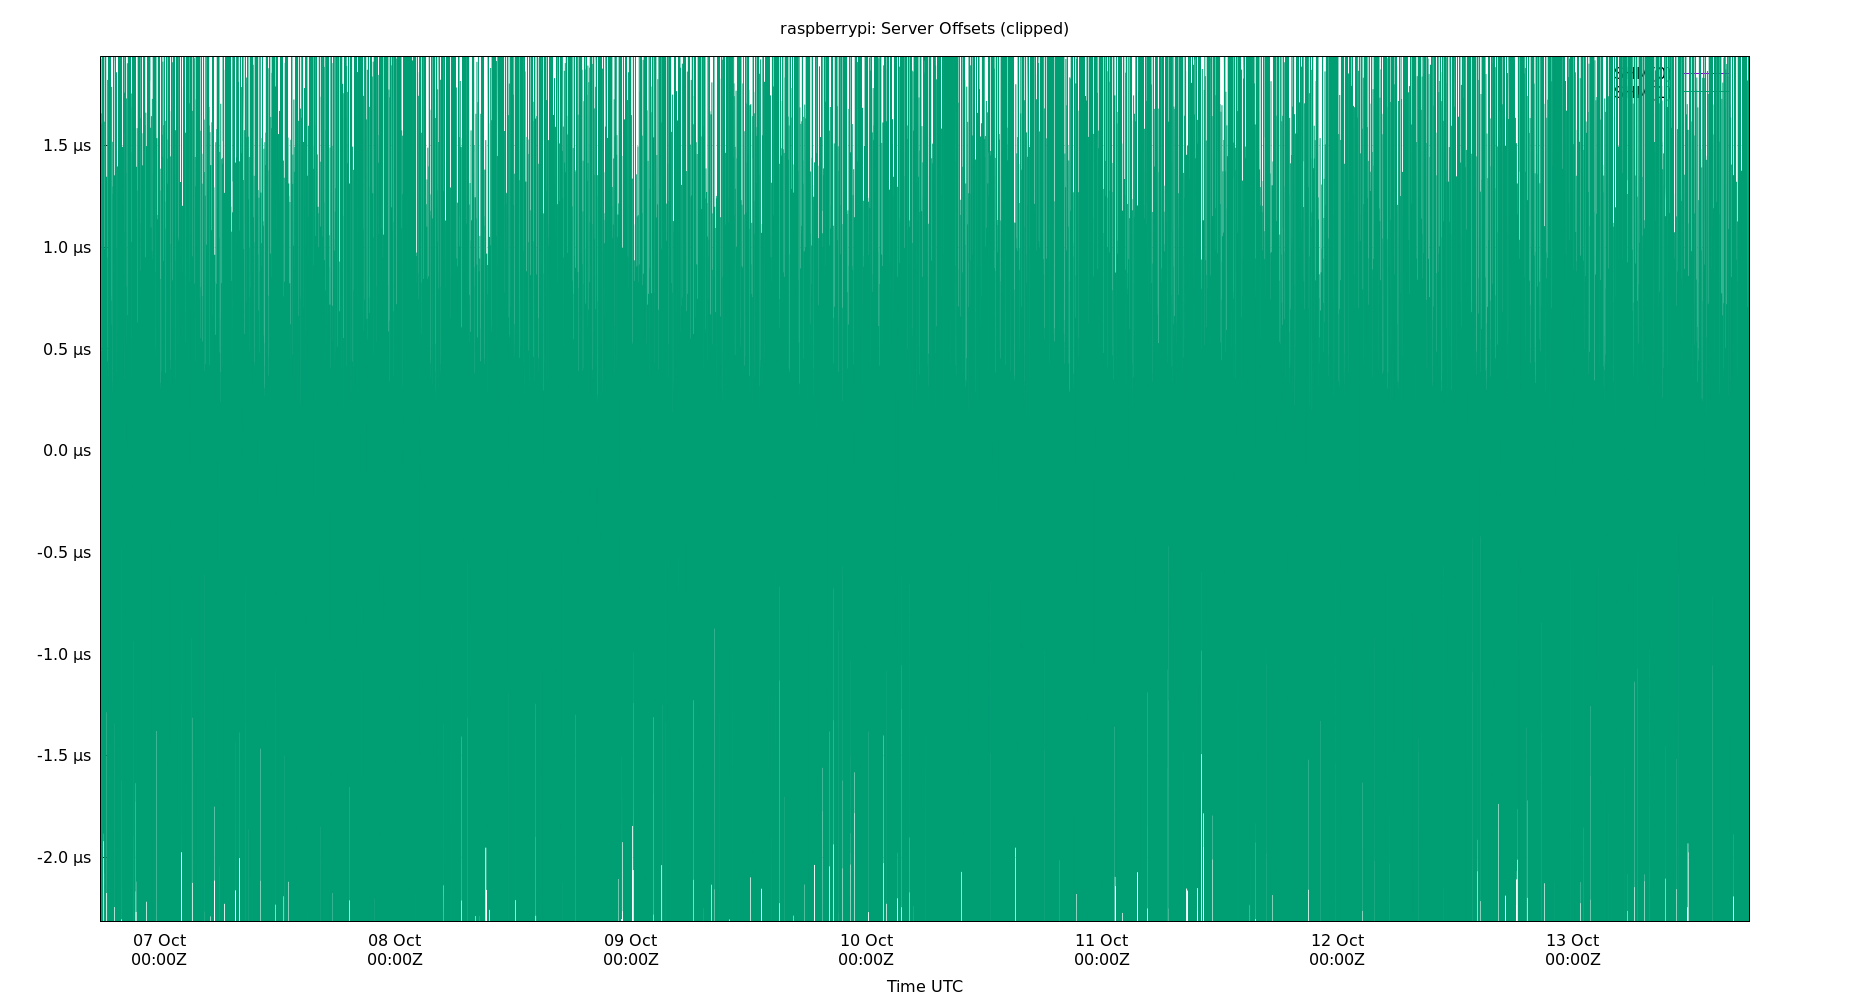 raspberrypi: Server Offsets (clipped)
1.5 µs
1.0 µs
0.5 µs
0.0 µs
-0.5 µs
-1.0 µs
-1.5 µs
-2.0 µs
07 Oct 08 Oct 09 Oct 10 Oct 11 Oct 12 Oct 13 Oct
00:00Z 00:00Z 00:00Z 00:00Z 00:00Z 00:00Z 00:00Z
Time UTC